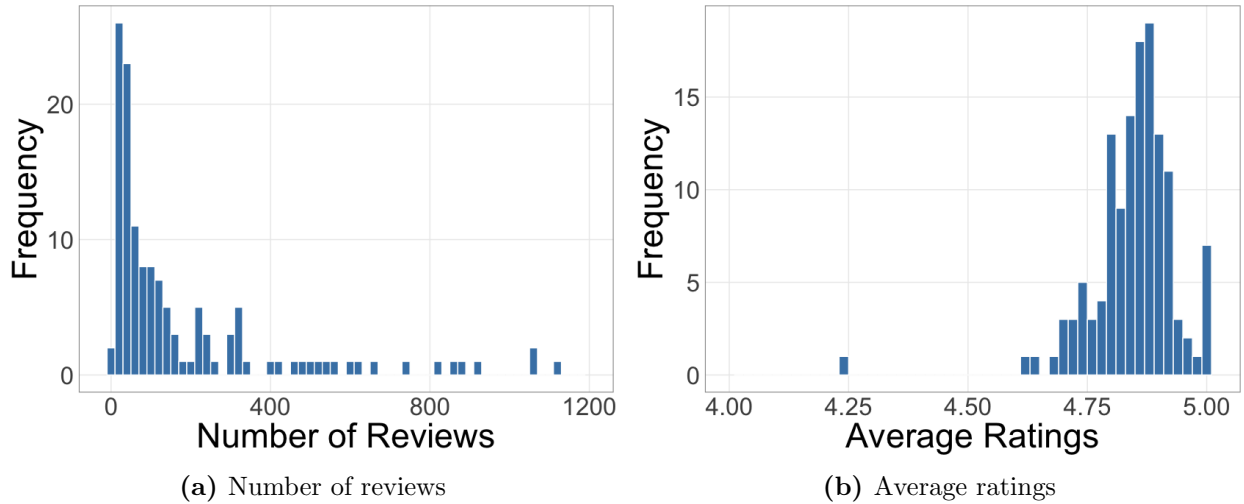 20
10
0
Frequency
0 400 800 1200
Number of Reviews
(a) Number of reviews
15
10
5
0
Frequency
4.00 4.25 4.50 4.75 5.00
Average Ratings
(b) Average ratings